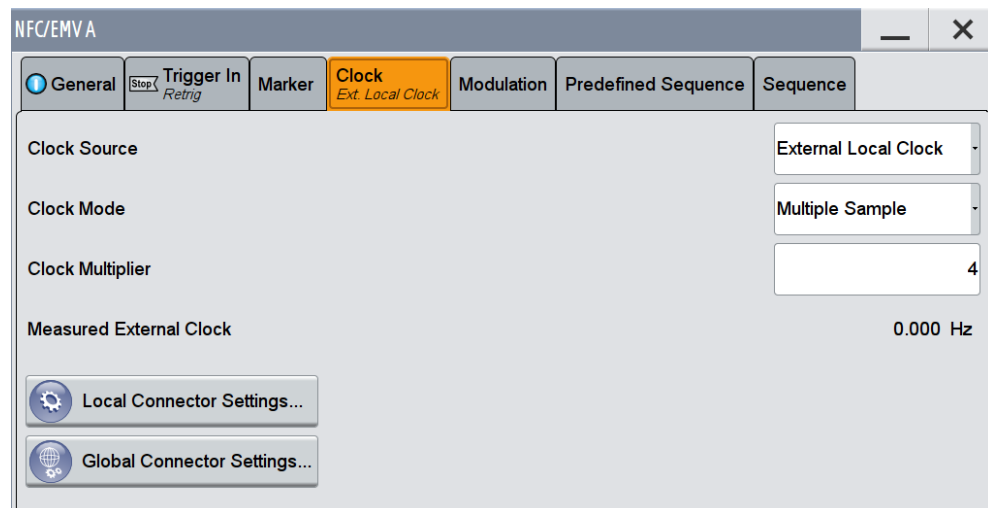 NFC/EMV A
General
Stop
Trigger In
Retrig
Marker
Clock
Ext. Local Clock
Modulation
Predefined Sequence
Sequence
Clock Source
External Local Clock
Clock Mode
Multiple Sample
Clock Multiplier
4
Measured External Clock
0.000 Hz
Local Connector Settings...
Global Connector Settings...